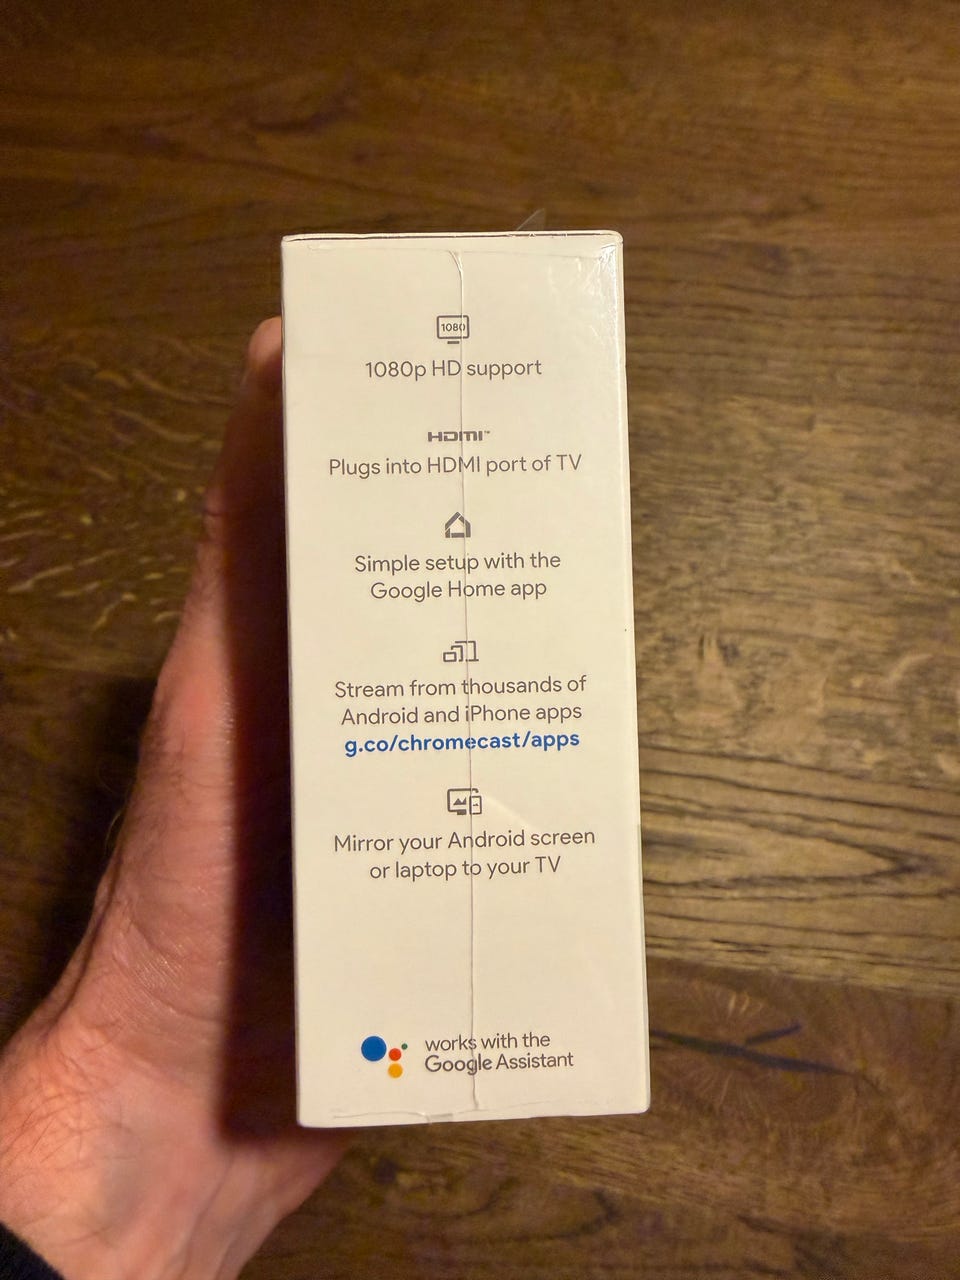 1080
1080p HD support
HDMI™
Plugs into HDMI port of TV
Simple setup with the
Google Home app
Stream from thousands of
Android and iPhone apps
g.co/chromecast/apps
Mirror your Android screen
or laptop to your TV
works with the
Google Assistant